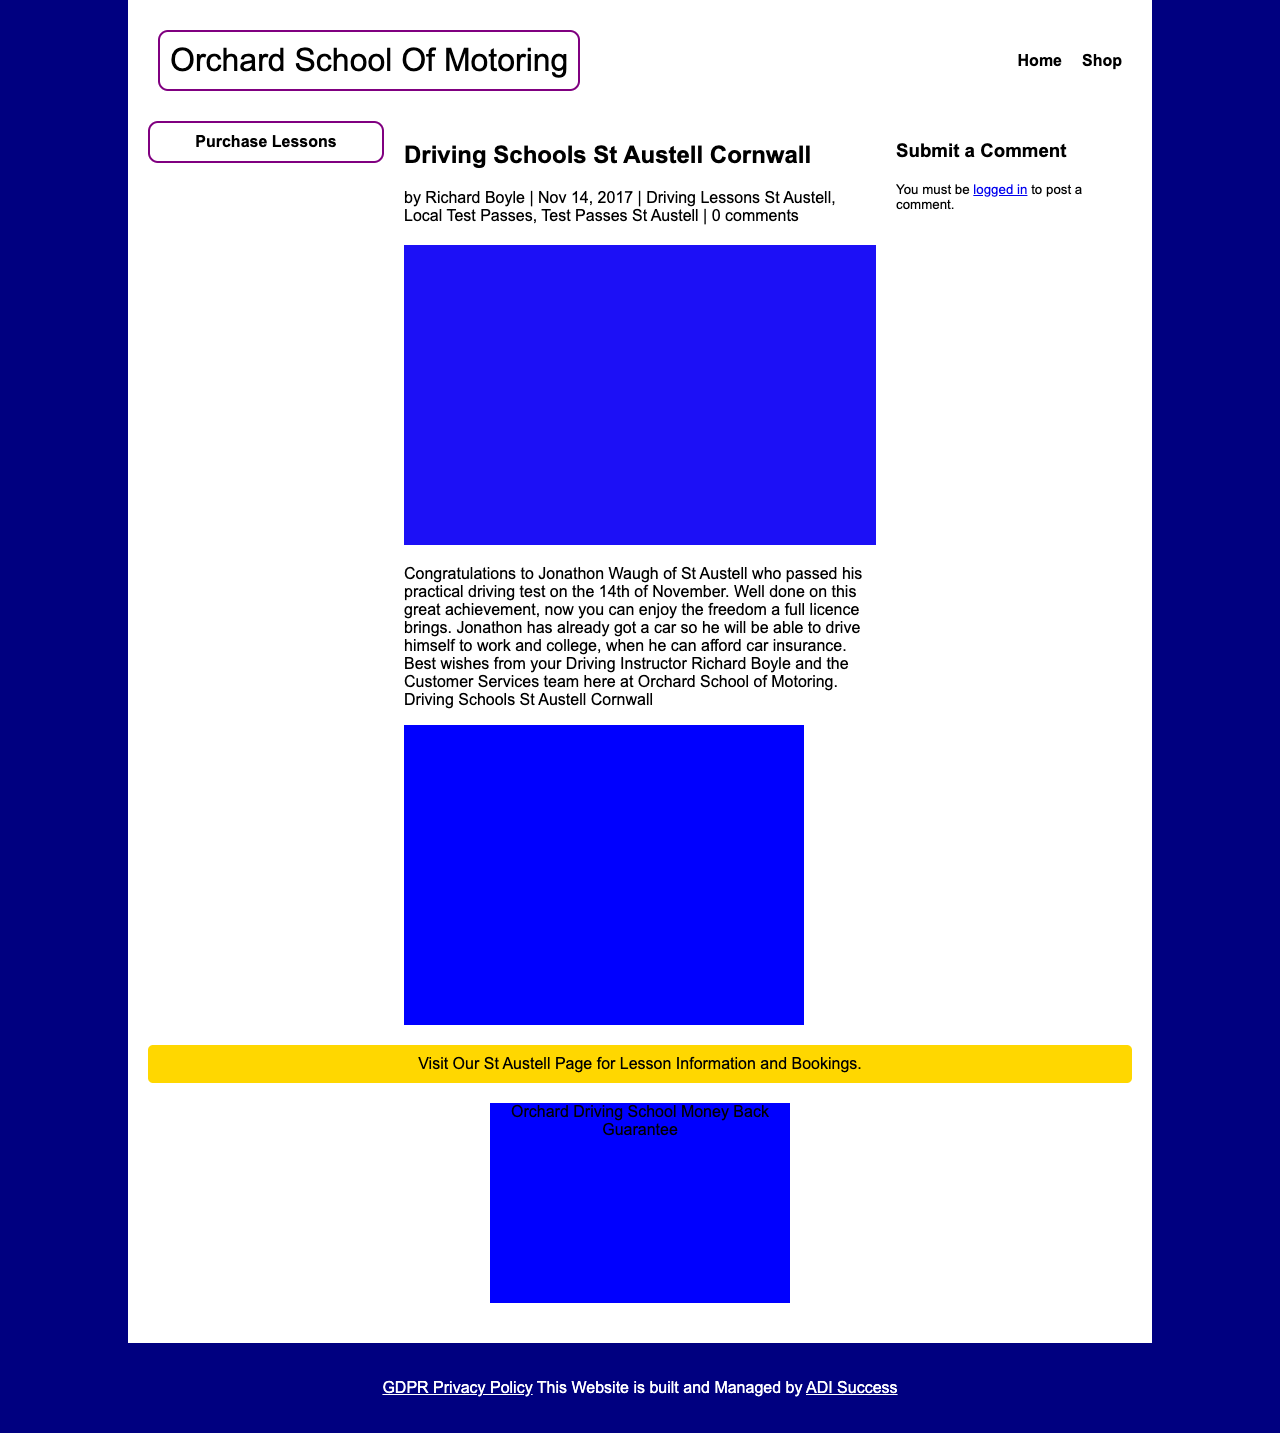 Orchard School Of Motoring
Home Shop
Purchase Lessons
Driving Schools St Austell Cornwall
by Richard Boyle | Nov 14, 2017 | Driving Lessons St Austell,
Local Test Passes, Test Passes St Austell | 0 comments
Congratulations to Jonathon Waugh of St Austell who passed his
practical driving test on the 14th of November. Well done on this
great achievement, now you can enjoy the freedom a full licence
brings. Jonathon has already got a car so he will be able to drive
himself to work and college, when he can afford car insurance.
Best wishes from your Driving Instructor Richard Boyle and the
Customer Services team here at Orchard School of Motoring.
Driving Schools St Austell Cornwall
Submit a Comment
You must be logged in to post a
comment.
Visit Our St Austell Page for Lesson Information and Bookings.
Orchard Driving School Money Back
Guarantee
GDPR Privacy Policy This Website is built and Managed by ADI Success